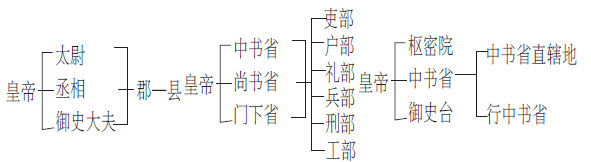 皇帝
太尉
丞相
御史大夫
郡
县
皇帝
中书省
尚书省
门下省
吏部
户部
礼部
兵部
刑部
工部
皇帝
枢密院
中书省
御史台
中书省直辖地
行中书省